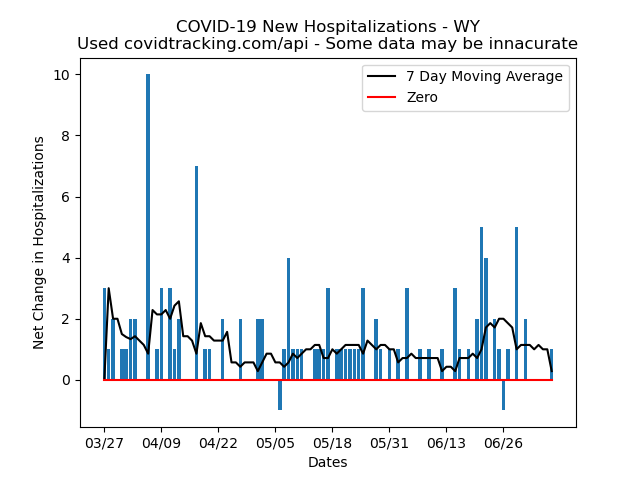 COVID-19 New Hospitalizations - WY
Used covidtracking.com/api - Some data may be innacurate
7 Day Moving Average
Zero
Net Change in Hospitalizations
10
8
6
4
2
0
03/27 04/09 04/22 05/05 05/18 05/31 06/13 06/26
Dates